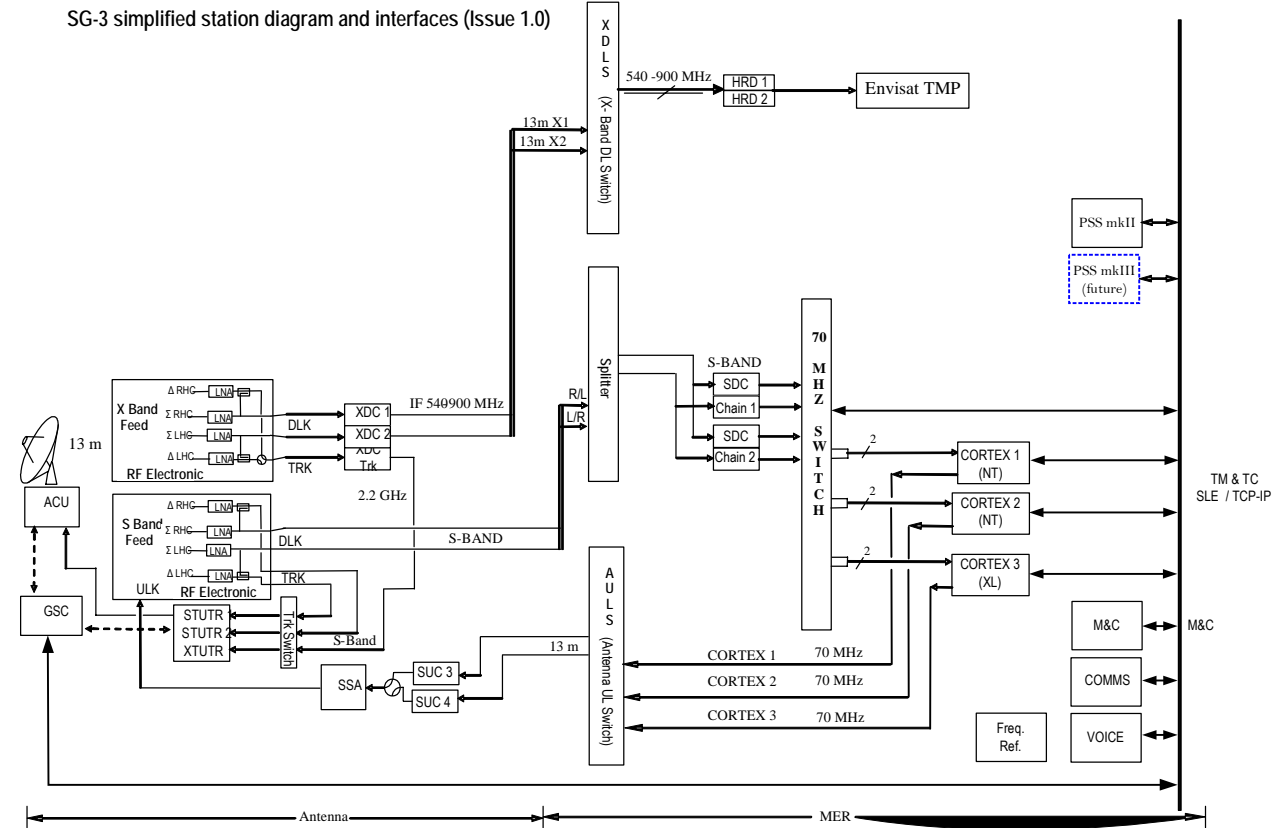 SG-3 simplified station diagram and interfaces (Issue 1.0)
X
D
L
S
(X- Band DL Switch)
540 -900 MHz
HRD 1
HRD 2
Envisat TMP
13m X1
13m X2
PSS mkII
PSS mkIII
(future)
Splitter
R/L
L/R
S-BAND
SDC
Chain 1
SDC
Chain 2
70
M
H
Z
S
W
I
T
C
H
2
2
2
CORTEX 1
(NT)
CORTEX 2
(NT)
CORTEX 3
(XL)
TM & TC
SLE / TCP-IP
13 m
X Band
Feed
Δ RHC
LNA
Σ RHC
LNA
Σ LHC
LNA
Δ LHC
LNA
RF Electronic
DLK
TRK
XDC 1
XDC 2
XDC
Trk
IF 540-900 MHz
2.2 GHz
ACU
S Band
Feed
Δ RHC
LNA
Σ RHC
LNA
Σ LHC
LNA
Δ LHC
LNA
RF Electronic
DLK
S-BAND
TRK
ULK
GSC
STUTR 1
STUTR 2
XTUTR
Trk Switch
S-Band
SSA
SUC 3
SUC 4
13 m
A
U
L
S
(Antenna UL Switch)
CORTEX 1 70 MHz
CORTEX 2 70 MHz
CORTEX 3 70 MHz
M&C
M&C
COMMS
VOICE
Freq.
Ref.
Antenna
MER